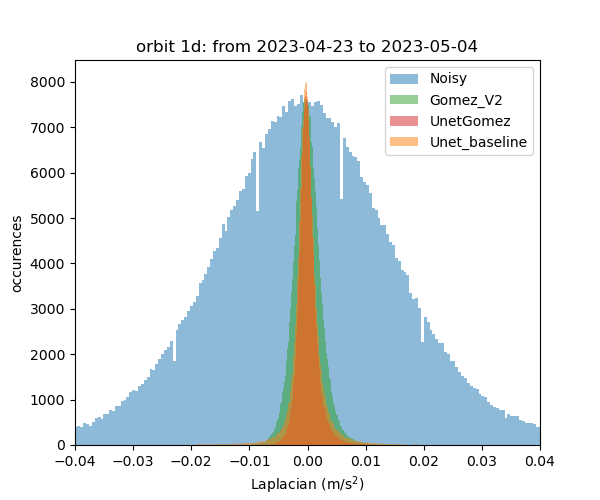 orbit 1d: from 2023-04-23 to 2023-05-04
Noisy
Gomez_V2
UnetGomez
Unet_baseline
8000
7000
6000
5000
4000
3000
2000
1000
0
occurences
−0.04 −0.03 −0.02 −0.01 0.00 0.01 0.02 0.03 0.04
Laplacian (m/s²)